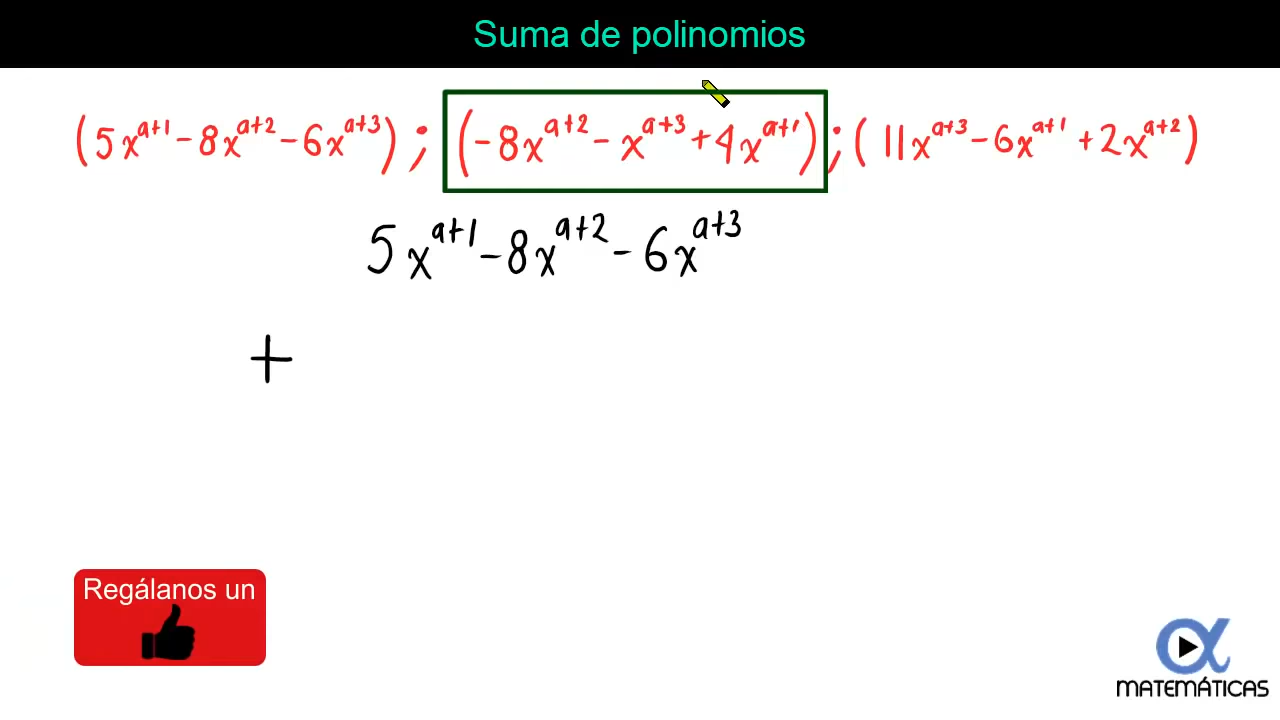 Suma de polinomios
(5x^{a+1} - 8x^{a+2} - 6x^{a+3}) ; (-8x^{a+2} - x^{a+3} + 4x^{a+1}) ; (11x^{a+3} - 6x^{a+1} + 2x^{a+2})
5x^{a+1} - 8x^{a+2} - 6x^{a+3}
+
Regálanos un
MATEMÁTICAS